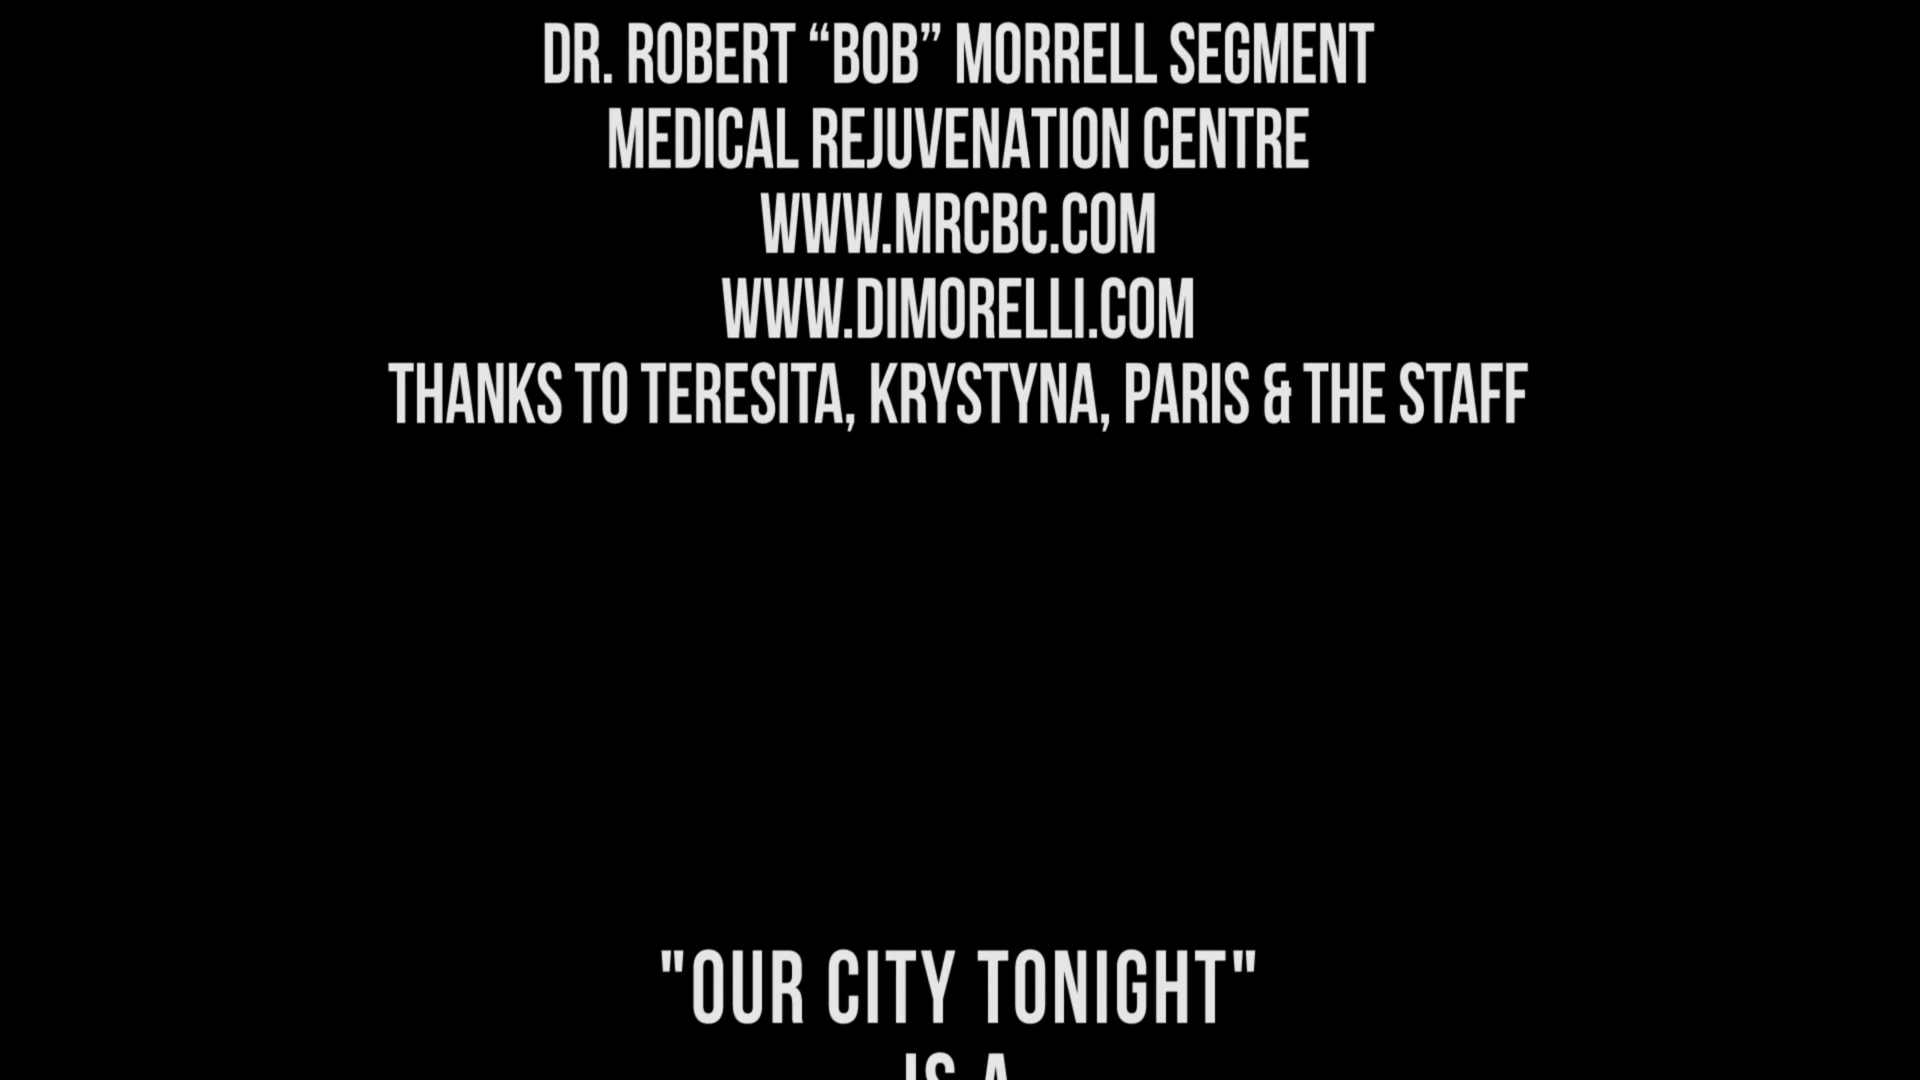 DR. ROBERT “BOB” MORRELL SEGMENT
MEDICAL REJUVENATION CENTRE
WWW.MRCBC.COM
WWW.DIMORELLI.COM
THANKS TO TERESITA, KRYSTYNA, PARIS & THE STAFF
"OUR CITY TONIGHT"
IS A